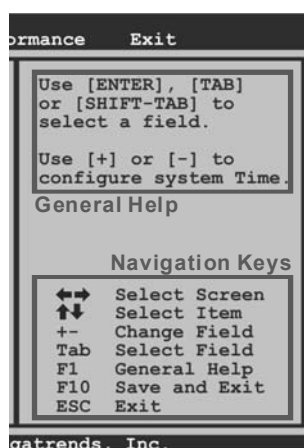 ormance Exit
Use [ENTER], [TAB]
or [SHIFT-TAB] to
select a field.
Use [+] or [-] to
configure system Time.
General Help
Navigation Keys
←→ Select Screen
↑↓ Select Item
+- Change Field
Tab Select Field
F1 General Help
F10 Save and Exit
ESC Exit
gatrends, Inc.